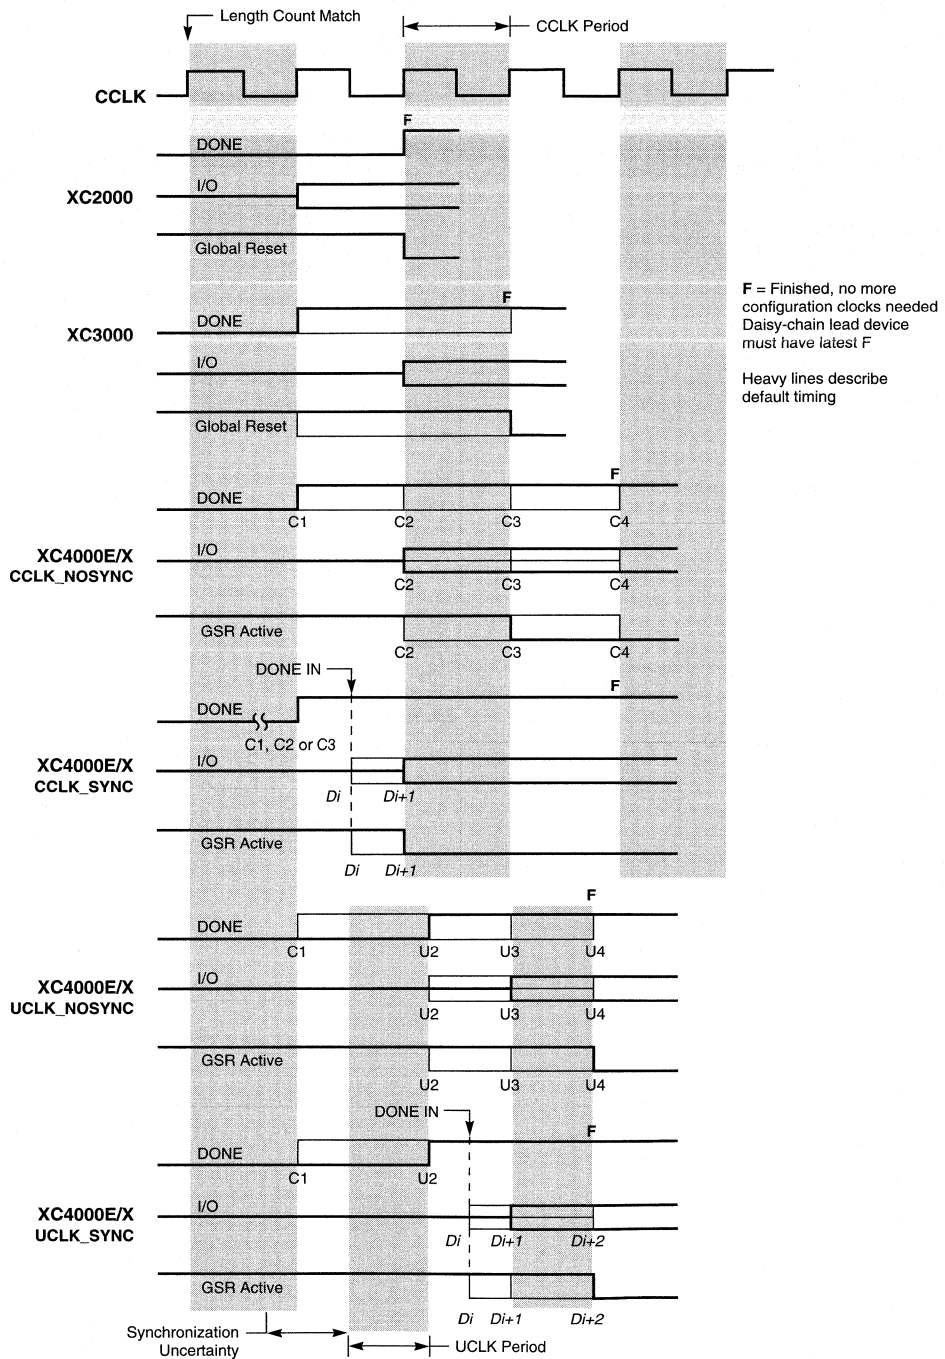 Length Count Match
CCLK Period
CCLK
F
DONE
I/O
XC2000
Global Reset
F
DONE
XC3000
I/O
Global Reset
F = Finished, no more
configuration clocks needed
Daisy-chain lead device
must have latest F
Heavy lines describe
default timing
F
DONE
C1 C2 C3 C4
I/O
XC4000E/X
CCLK_NOSYNC
C2 C3 C4
GSR Active
C2 C3 C4
DONE IN
F
DONE
C1, C2 or C3
I/O
XC4000E/X
CCLK_SYNC
Di Di+1
GSR Active
Di Di+1
F
DONE
C1 U2 U3 U4
I/O
XC4000E/X
UCLK_NOSYNC
U2 U3 U4
GSR Active
U2 U3 U4
DONE IN
F
DONE
C1 U2
I/O
XC4000E/X
UCLK_SYNC
Di Di+1 Di+2
GSR Active
Di Di+1 Di+2
Synchronization
Uncertainty
UCLK Period